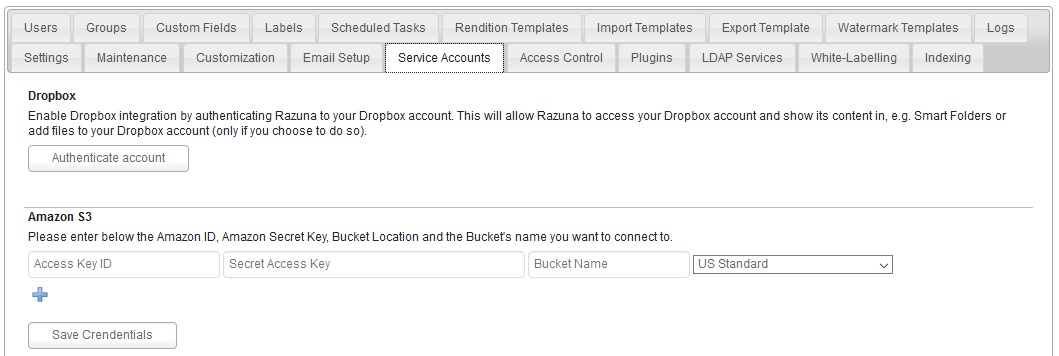 Users Groups Custom Fields Labels Scheduled Tasks Rendition Templates Import Templates Export Template Watermark Templates Logs
Settings Maintenance Customization Email Setup Service Accounts Access Control Plugins LDAP Services White-Labelling Indexing
Dropbox
Enable Dropbox integration by authenticating Razuna to your Dropbox account. This will allow Razuna to access your Dropbox account and show its content in, e.g. Smart Folders or
add files to your Dropbox account (only if you choose to do so).
Authenticate account
Amazon S3
Please enter below the Amazon ID, Amazon Secret Key, Bucket Location and the Bucket's name you want to connect to.
Access Key ID Secret Access Key Bucket Name US Standard
Save Crendentials